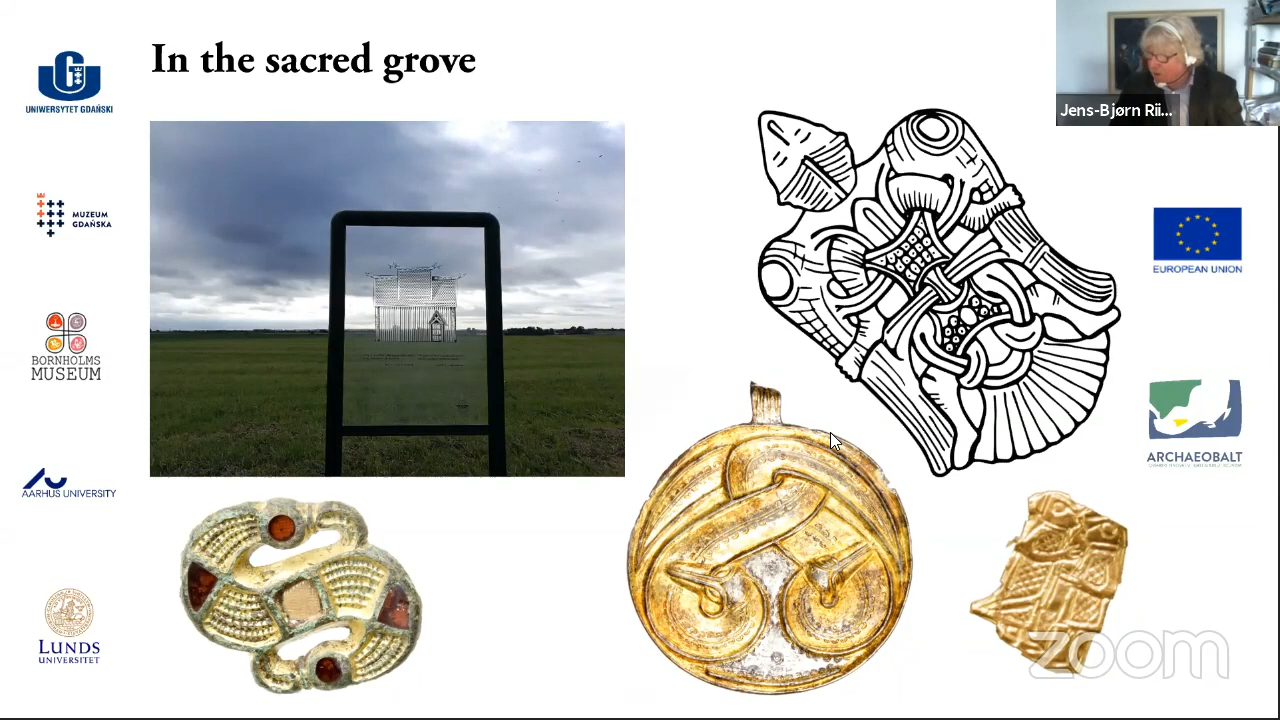 In the sacred grove
Jens-Bjørn Rii...
UNIWERSYTET GDAŃSKI
MUZEUM
GDAŃSKA
BORNHOLMS
MUSEUM
AARHUS UNIVERSITY
LUNDS
UNIVERSITET
EUROPEAN UNION
ARCHAEOBALT
zoom